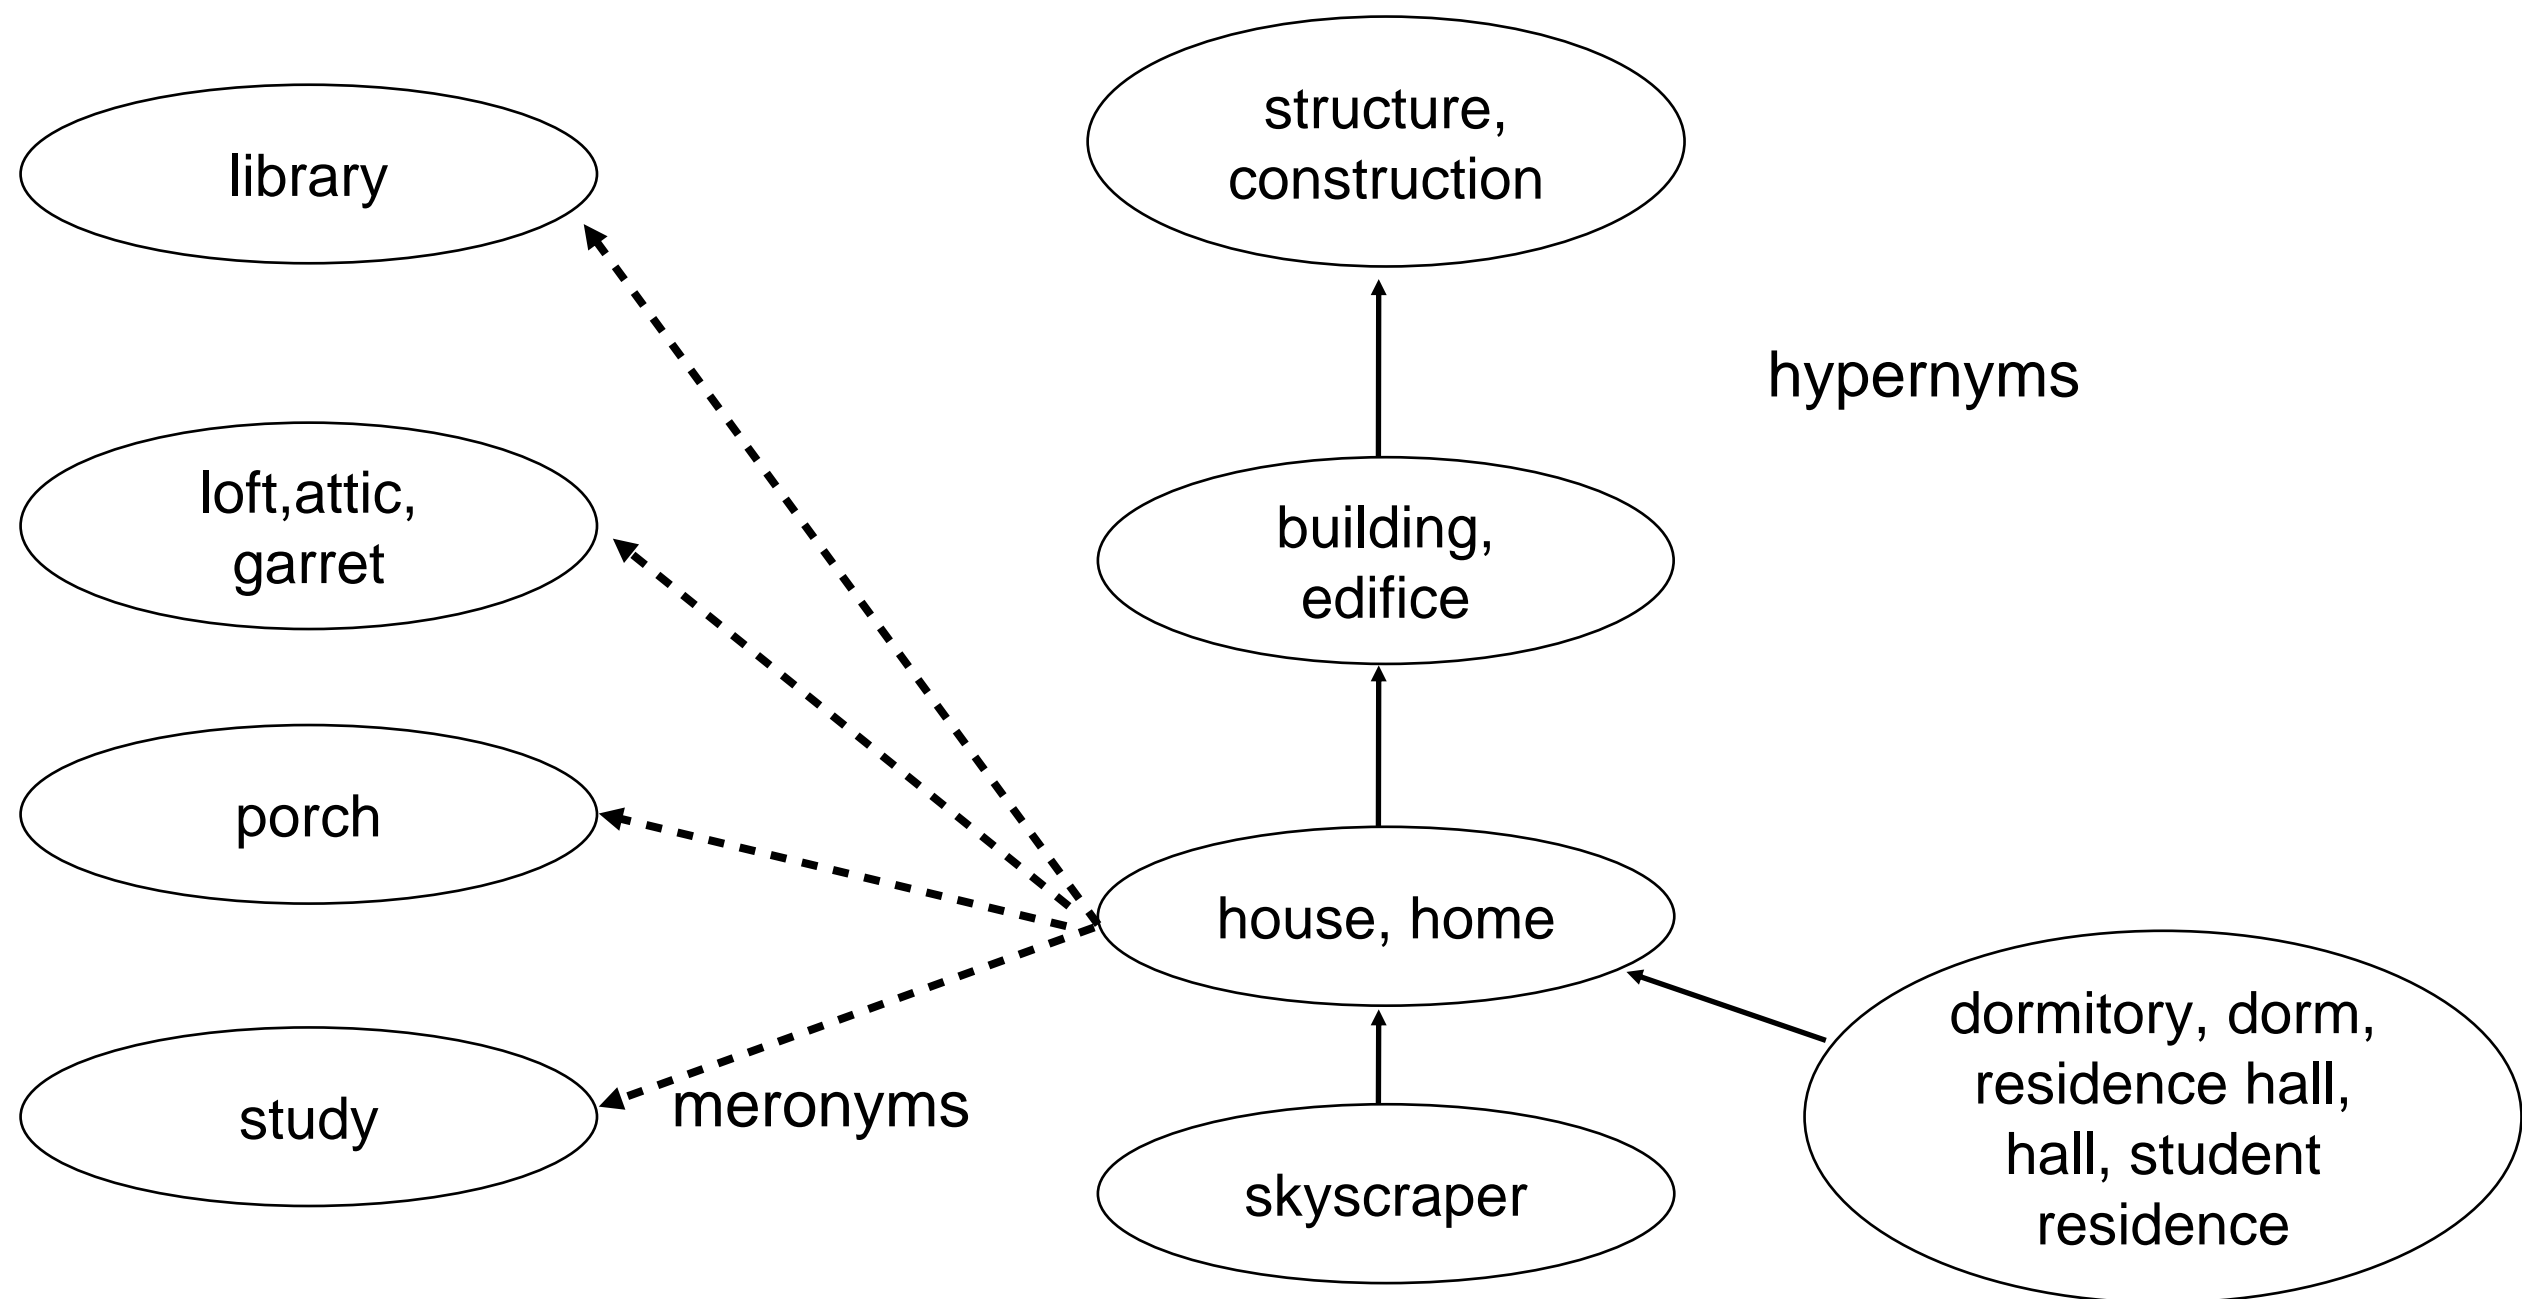 library
structure,
construction
hypernyms
loft,attic,
garret
building,
edifice
porch
house, home
study
meronyms
skyscraper
dormitory, dorm,
residence hall,
hall, student
residence